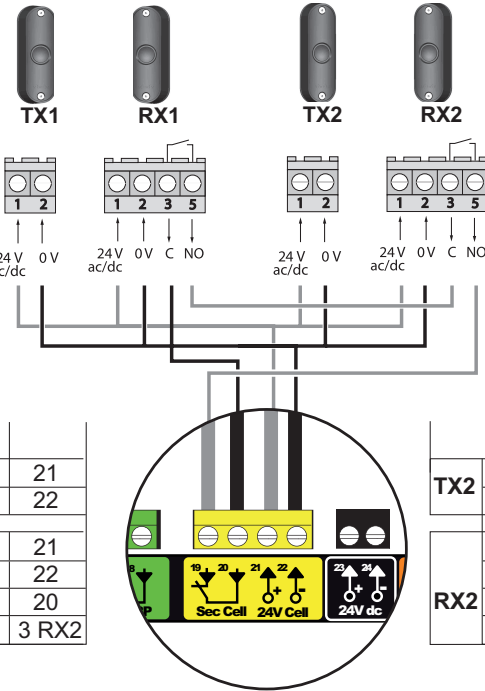 TX1 RX1 TX2 RX2
1 2 1 2 3 5 1 2 1 2 3 5
24 V ac/dc 0 V 24 V ac/dc 0 V C NO 24 V ac/dc 0 V 24 V ac/dc 0 V C NO
21
22
21
22
20
3 RX2
TX2
RX2
19 20 21 22 23 24
+ - + -
Sec Cell 24V Cell 24V dc